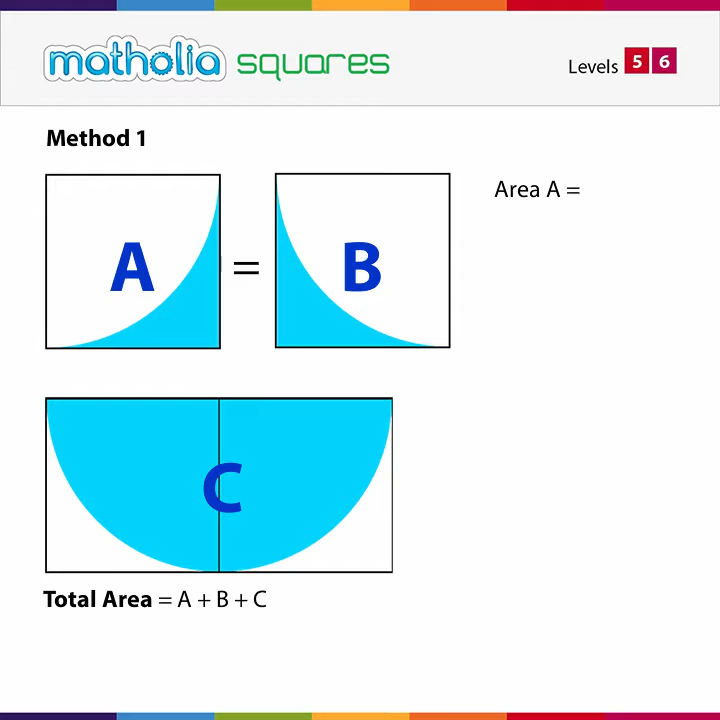 matholia squares
Levels 5 6
Method 1
Area A =
A = B
C
Total Area = A + B + C